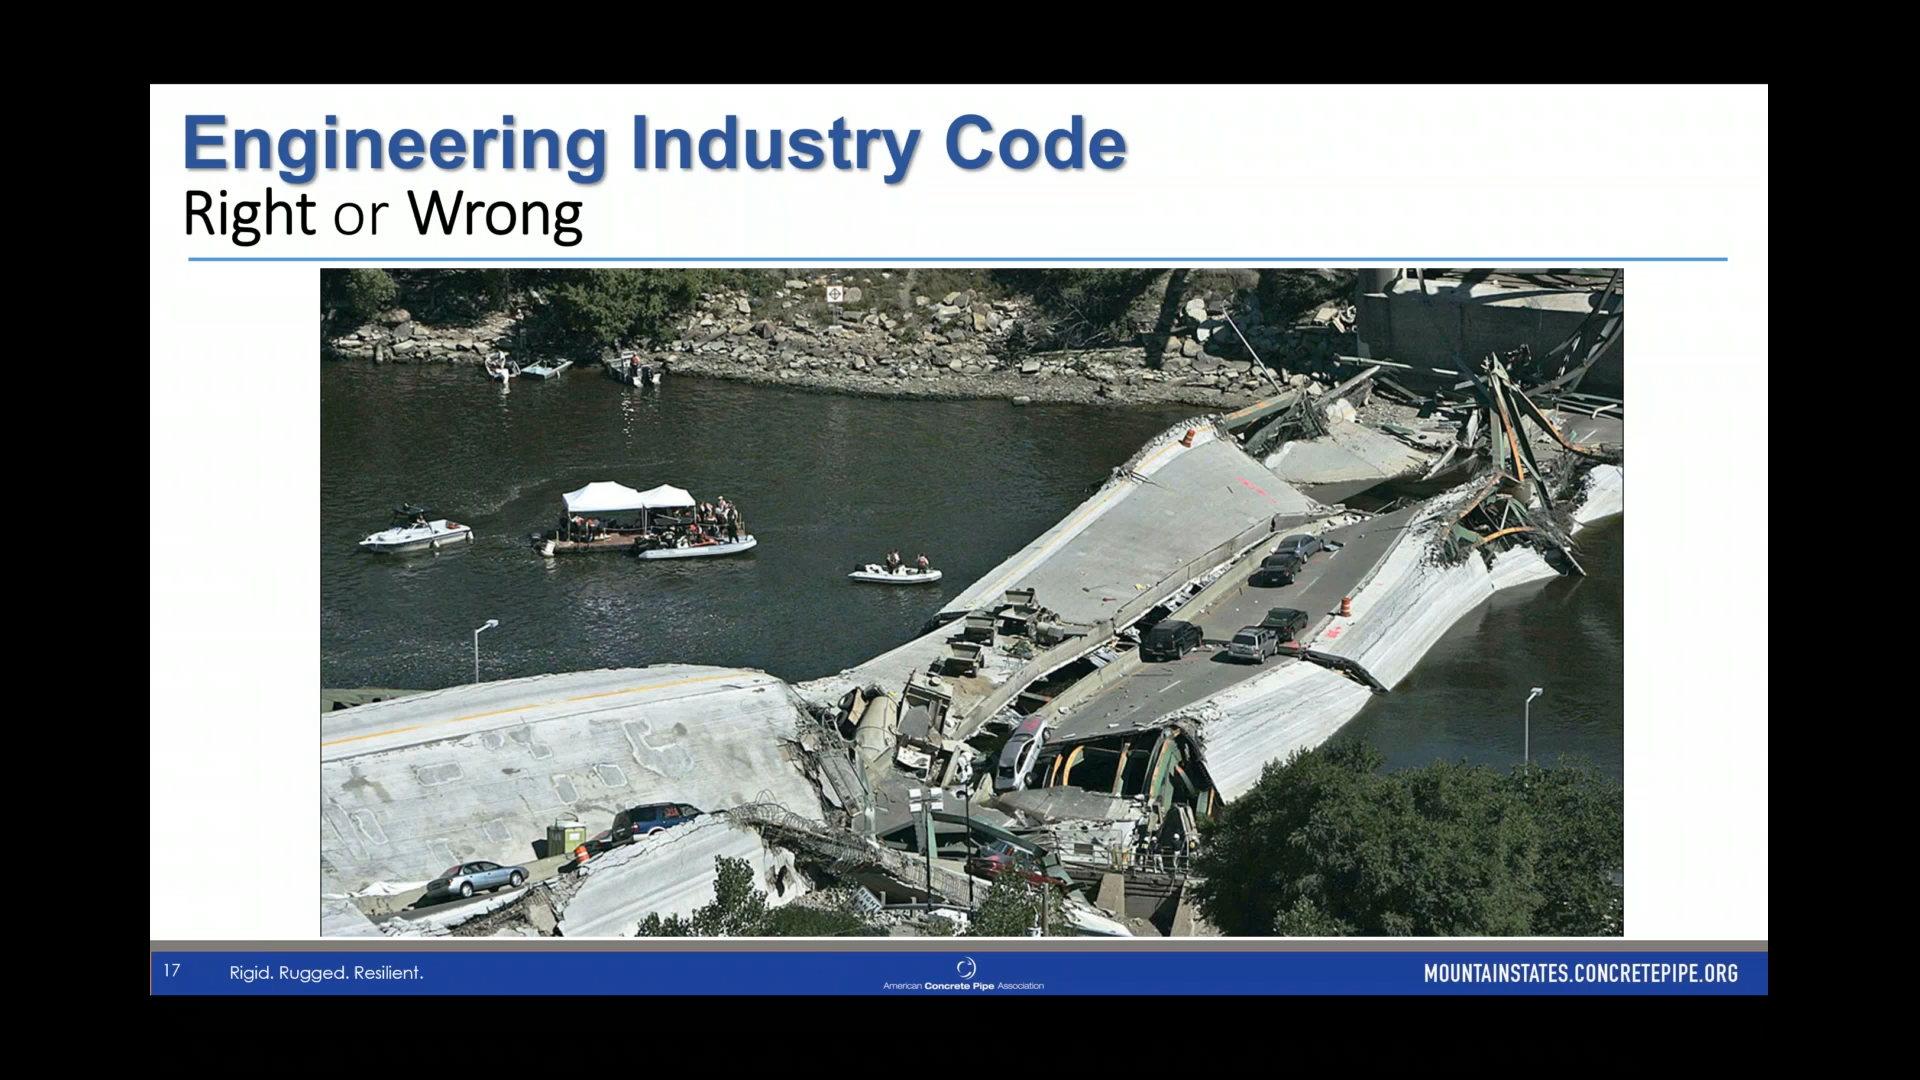 Engineering Industry Code
Right or Wrong
17
Rigid. Rugged. Resilient.
American Concrete Pipe Association
MOUNTAINSTATES.CONCRETEPIPE.ORG